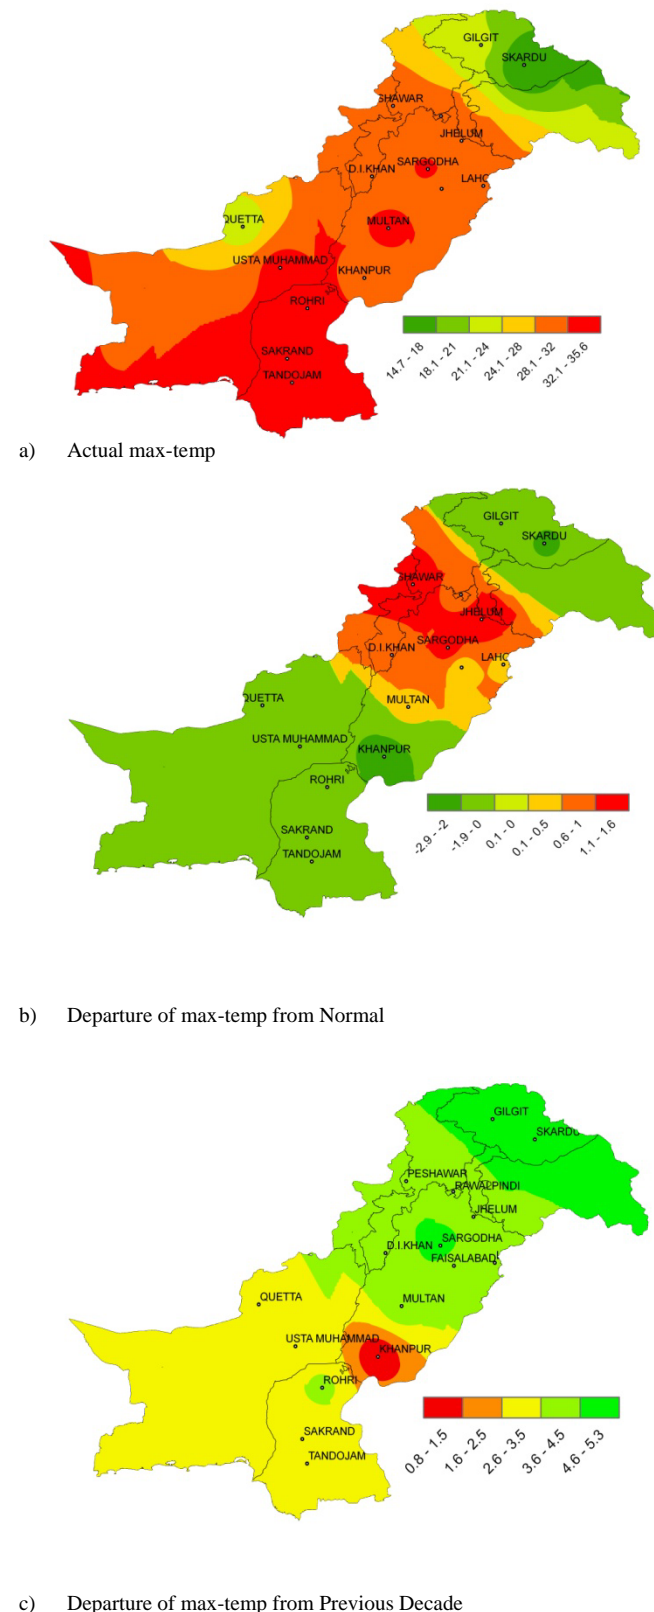 GILGIT
SKARDU
SHAWAR
JHELUM
SARGODHA
D.I.KHAN
LAHO
QUETTA
MULTAN
USTA MUHAMMAD
KHANPUR
ROHRI
SAKRAND
TANDOJAM
14.7 - 18
18.1 - 21
21.1 - 24
24.1 - 28
28.1 - 32
32.1 - 35.6
a) Actual max-temp
GILGIT
SKARDU
SHAWAR
JHELUM
SARGODHA
D.I.KHAN
LAHO
QUETTA
MULTAN
USTA MUHAMMAD
KHANPUR
ROHRI
SAKRAND
TANDOJAM
-2.9 - -2
-1.9 - 0
0.1 - 0
0.1 - 0.5
0.6 - 1
1.1 - 1.6
b) Departure of max-temp from Normal
GILGIT
SKARDU
PESHAWAR
RAWALPINDI
JHELUM
SARGODHA
D.I.KHAN
FAISALABAD
QUETTA
MULTAN
USTA MUHAMMAD
KHANPUR
ROHRI
SAKRAND
TANDOJAM
0.8 - 1.5
1.6 - 2.5
2.6 - 3.5
3.6 - 4.5
4.6 - 5.3
c) Departure of max-temp from Previous Decade